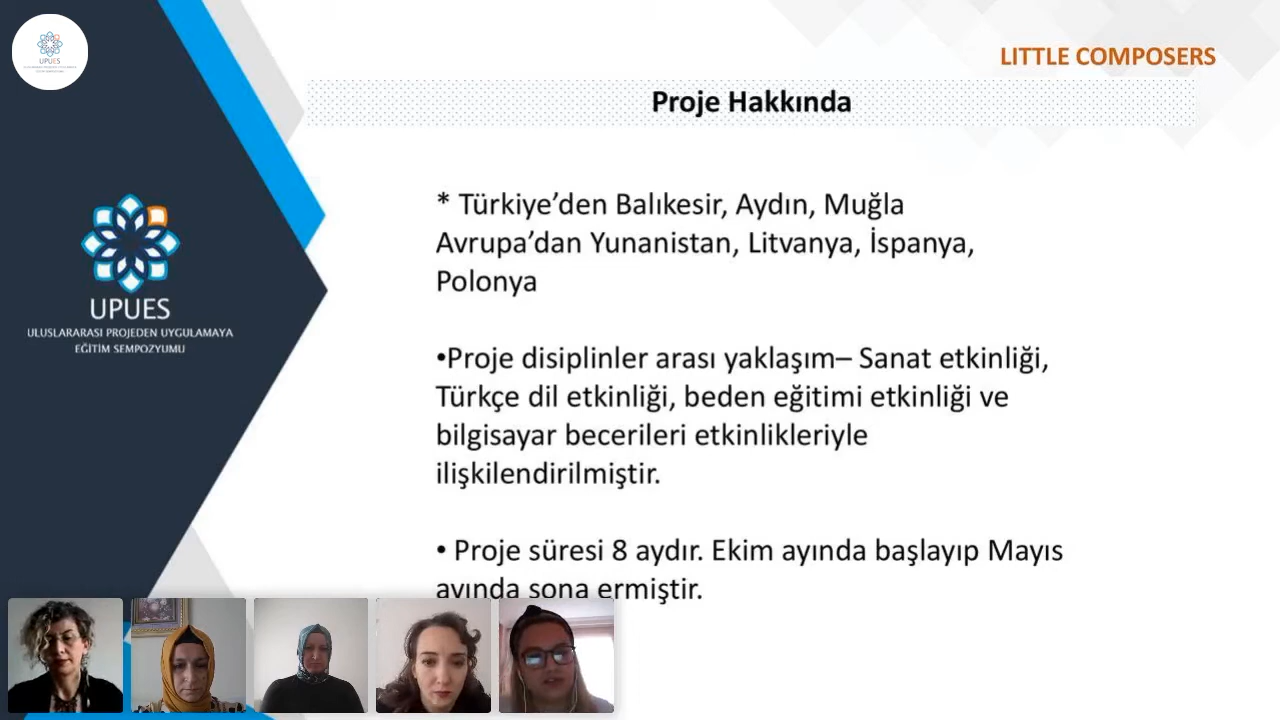 UPUES
LITTLE COMPOSERS
Proje Hakkında
* Türkiye’den Balıkesir, Aydın, Muğla
Avrupa’dan Yunanistan, Litvanya, İspanya,
Polonya
•Proje disiplinler arası yaklaşım– Sanat etkinliği,
Türkçe dil etkinliği, beden eğitimi etkinliği ve
bilgisayar becerileri etkinlikleriyle
ilişkilendirilmiştir.
• Proje süresi 8 aydır. Ekim ayında başlayıp Mayıs
ayında sona ermiştir.
UPUES
ULUSLARARASI PROJEDEN UYGULAMAYA
EĞİTİM SEMPOZYUMU